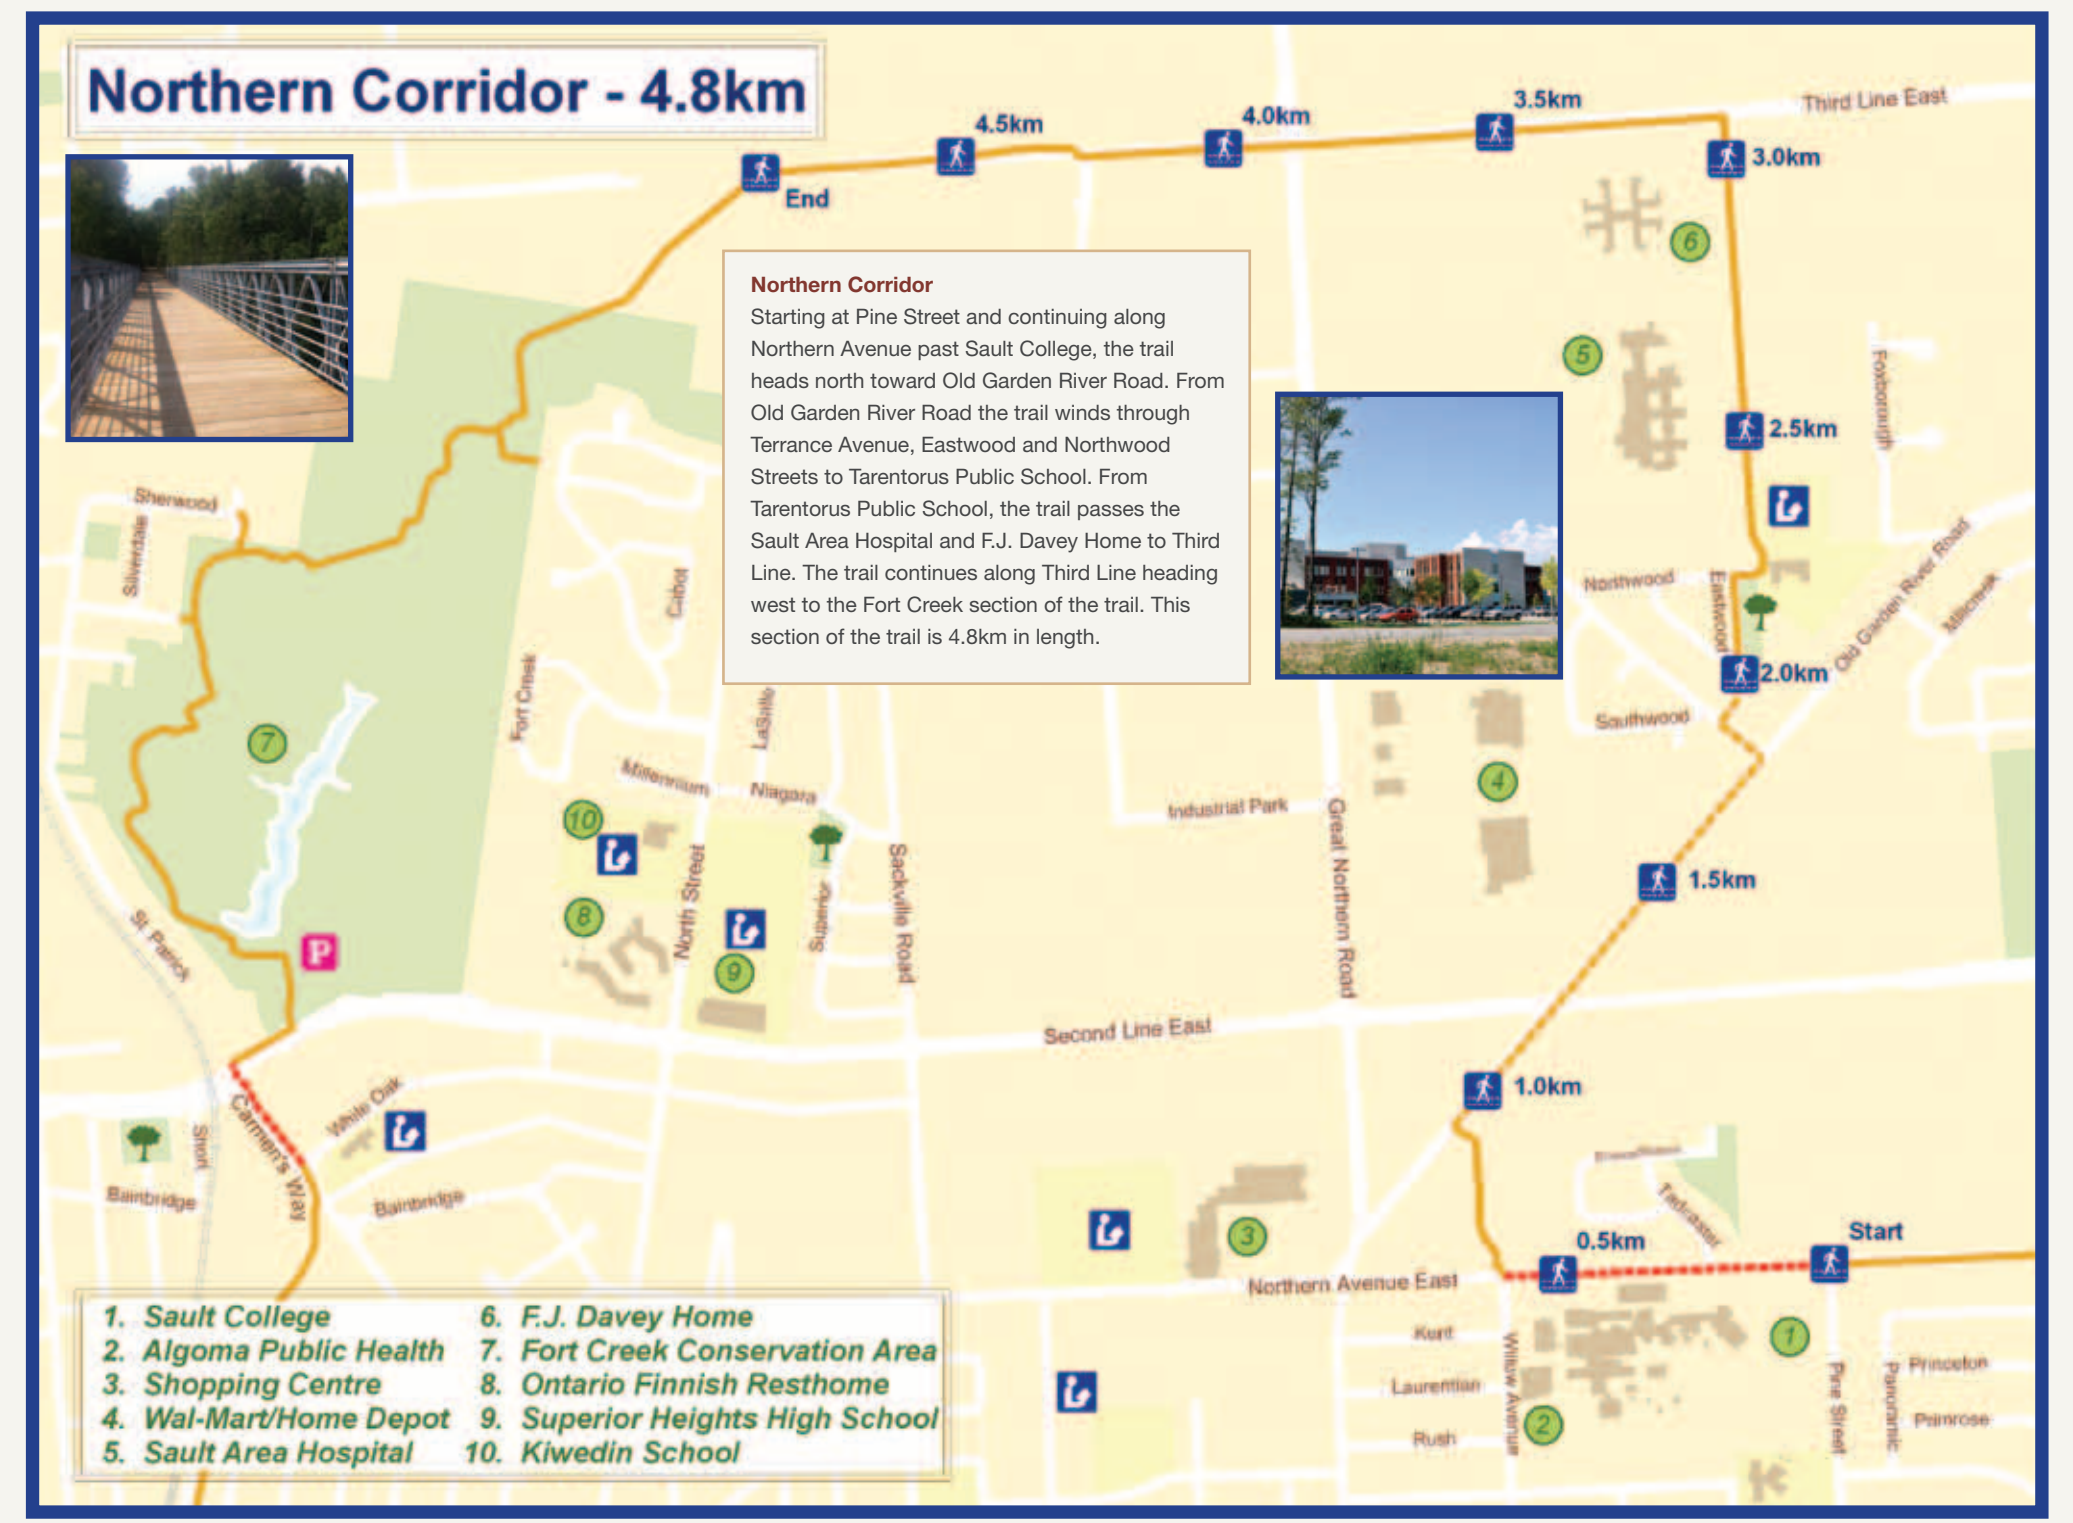 Northern Corridor - 4.8km
Third Line East
3.5km
4.0km
4.5km
3.0km
End
6
Northern Corridor
Starting at Pine Street and continuing along
Northern Avenue past Sault College, the trail
heads north toward Old Garden River Road. From
Old Garden River Road the trail winds through
Terrance Avenue, Eastwood and Northwood
Streets to Tarentorus Public School. From
Tarentorus Public School, the trail passes the
Sault Area Hospital and F.J. Davey Home to Third
Line. The trail continues along Third Line heading
west to the Fort Creek section of the trail. This
section of the trail is 4.8km in length.
5
Foxborough
2.5km
Sherwood
Silverdale
Northwood
Eastwood
Old Garden River Road
Millcreek
Cabot
Fort Creek
LaSalle
2.0km
Southwood
7
Millennium
Niagara
4
Industrial Park
Great Northern Road
10
8
North Street
Superior
Sackville Road
9
1.5km
St. Patrick
P
Second Line East
1.0km
Carmen's Way
White Oak
Short
Bainbridge
Bainbridge
Tadcaster
3
0.5km
Start
Northern Avenue East
1
Kent
Laurentian
Rush
Willow Avenue
2
Pine Street
Panoramic
Princeton
Primrose
1. Sault College
2. Algoma Public Health
3. Shopping Centre
4. Wal-Mart/Home Depot
5. Sault Area Hospital
6. F.J. Davey Home
7. Fort Creek Conservation Area
8. Ontario Finnish Resthome
9. Superior Heights High School
10. Kiwedin School